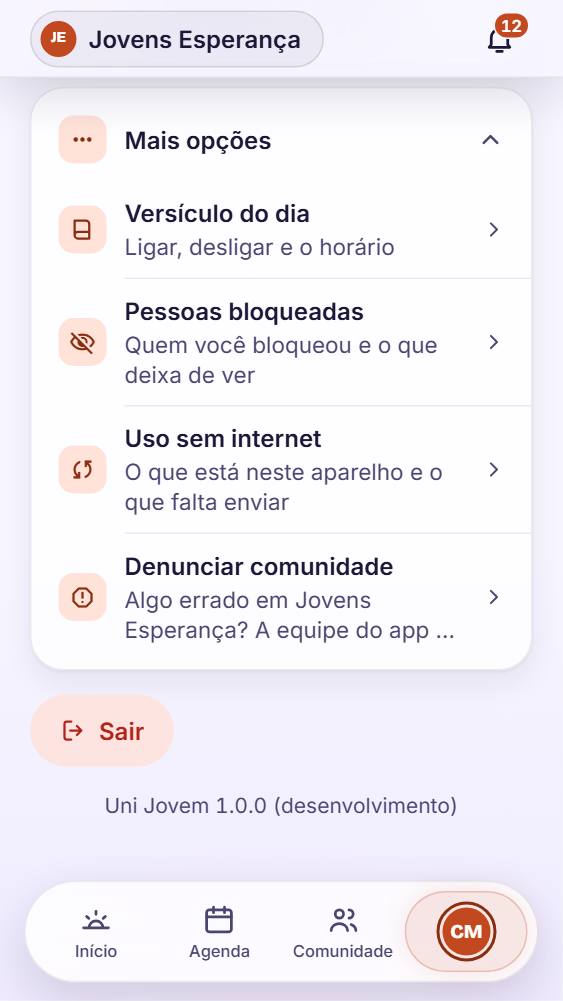 JE Jovens Esperança 12
Mais opções
Versículo do dia
Ligar, desligar e o horário
Pessoas bloqueadas
Quem você bloqueou e o que
deixa de ver
Uso sem internet
O que está neste aparelho e o
que falta enviar
Denunciar comunidade
Algo errado em Jovens
Esperança? A equipe do app ...
Sair
Uni Jovem 1.0.0 (desenvolvimento)
CM
Início Agenda Comunidade